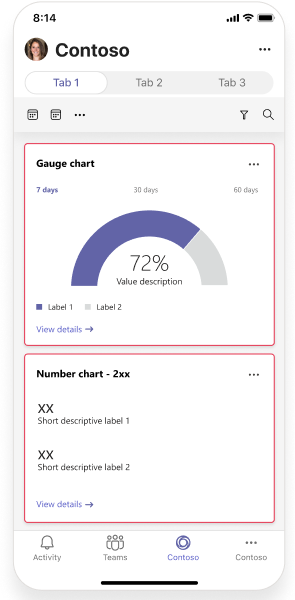 8:14
Contoso
Tab 1 Tab 2 Tab 3
Gauge chart
7 days 30 days 60 days
72%
Value description
Label 1 Label 2
View details
Number chart - 2xx
XX
Short descriptive label 1
XX
Short descriptive label 2
View details
Activity Teams Contoso Contoso